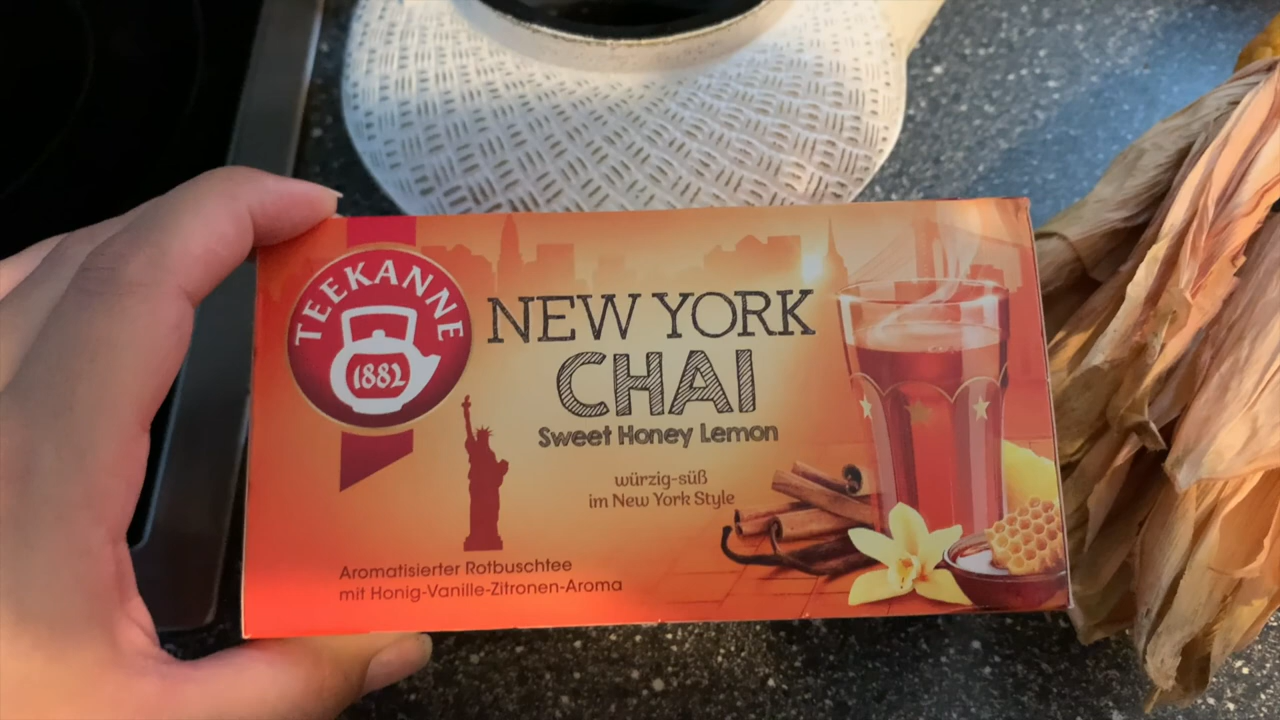 TEEKANNE
1882
NEW YORK
CHAI
Sweet Honey Lemon
würzig-süß
im New York Style
Aromatisierter Rotbuschtee
mit Honig-Vanille-Zitronen-Aroma